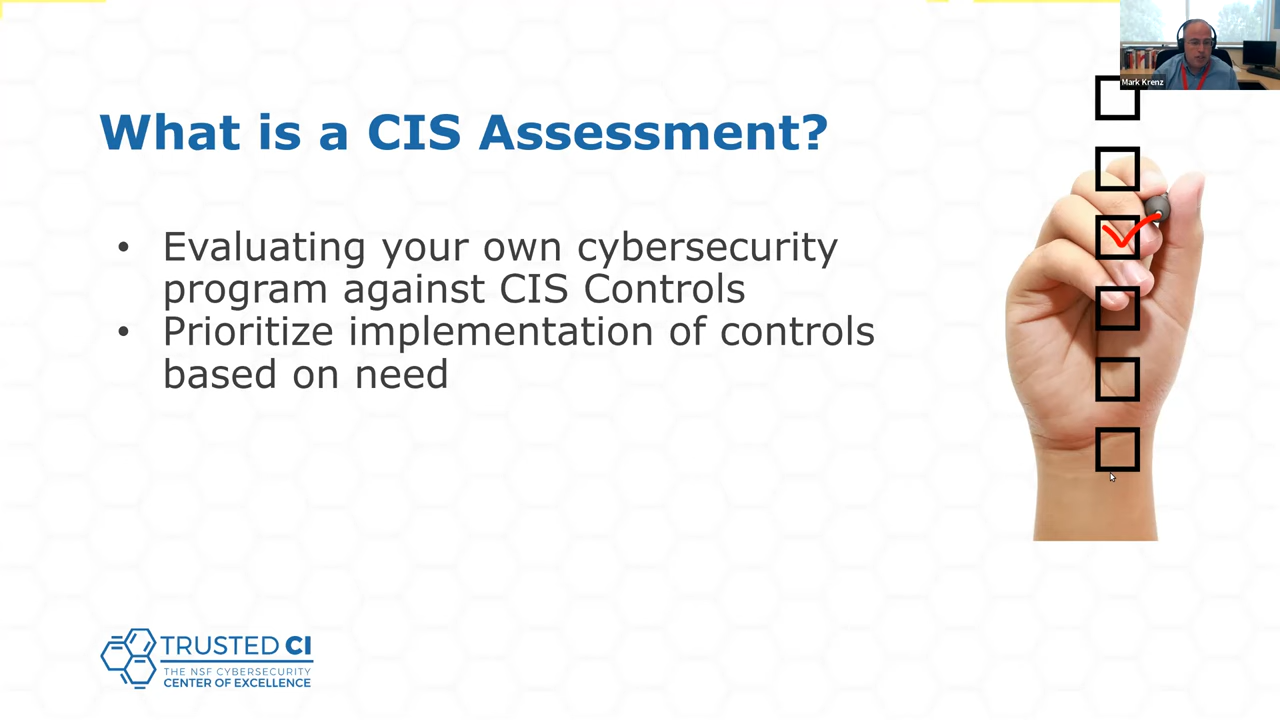 Mark Krenz
What is a CIS Assessment?
• Evaluating your own cybersecurity
program against CIS Controls
• Prioritize implementation of controls
based on need
TRUSTED CI
THE NSF CYBERSECURITY
CENTER OF EXCELLENCE